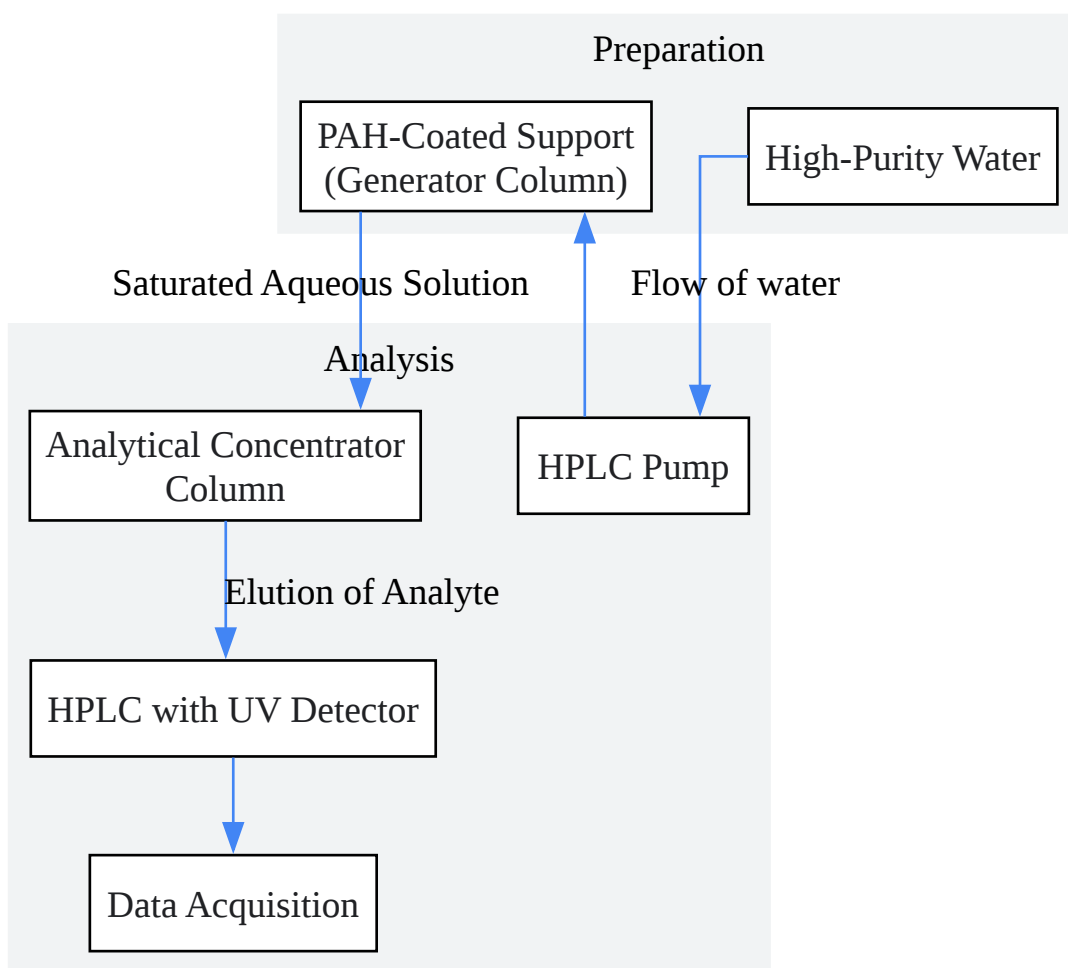 Preparation
PAH-Coated Support
(Generator Column)
High-Purity Water
Saturated Aqueous Solution
Flow of water
Analysis
Analytical Concentrator
Column
HPLC Pump
Elution of Analyte
HPLC with UV Detector
Data Acquisition